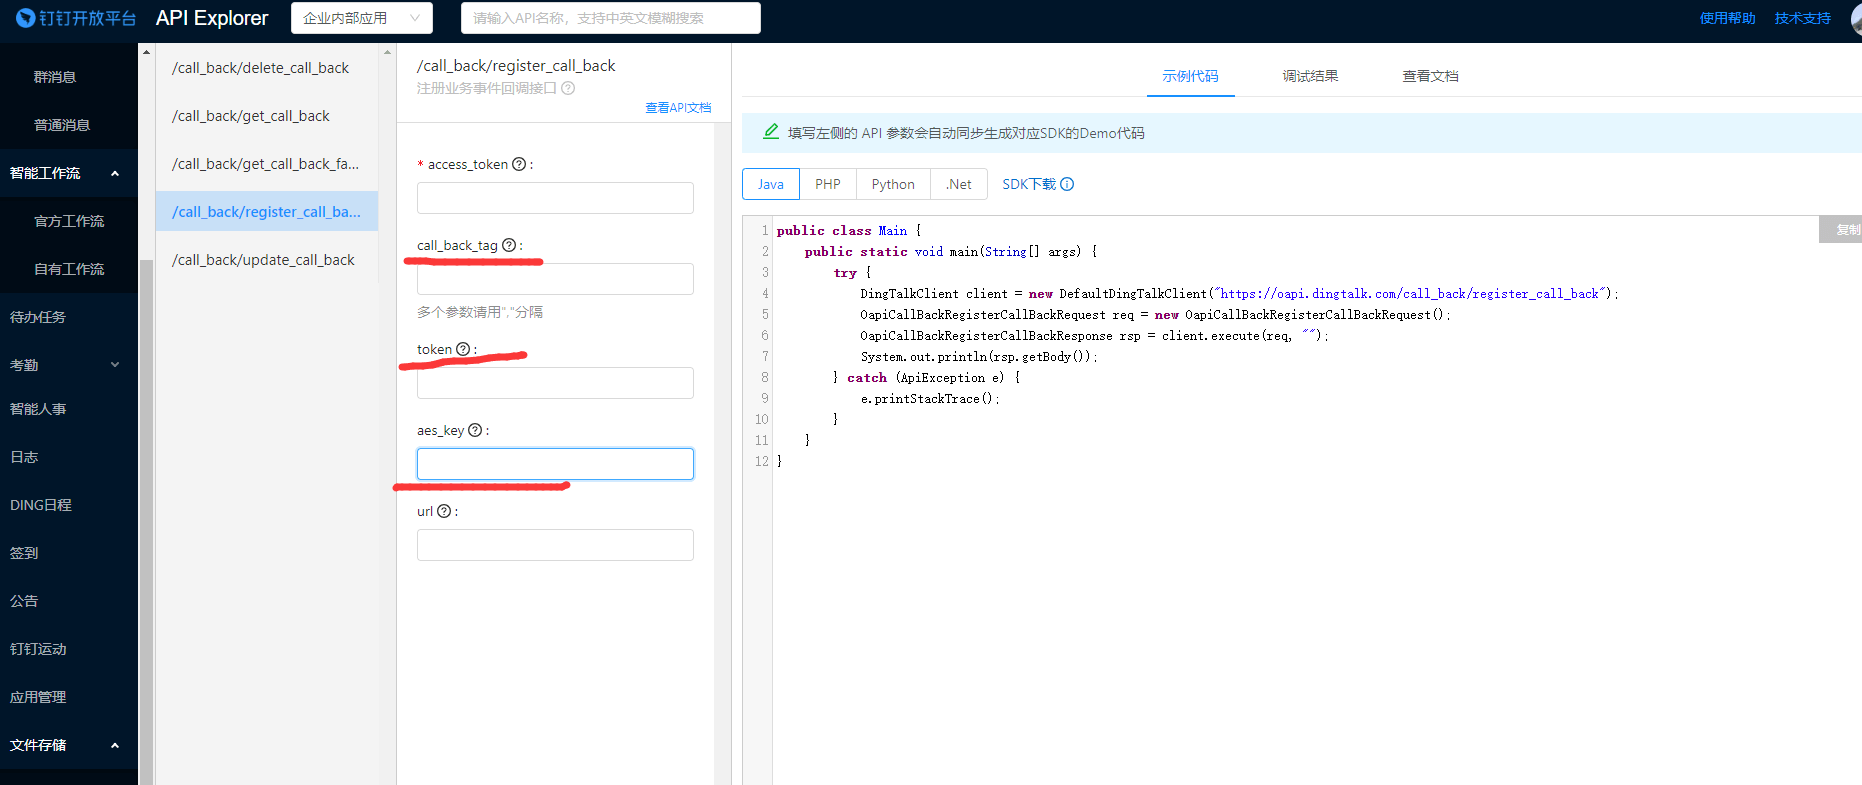 钉钉开放平台 API Explorer 企业内部应用 请输入API名称，支持中英文模糊搜索 使用帮助 技术支持
群消息
普通消息
智能工作流
官方工作流
自有工作流
待办任务
考勤
智能人事
日志
DING日程
签到
公告
钉钉运动
应用管理
文件存储
/call_back/delete_call_back
/call_back/get_call_back
/call_back/get_call_back_fa...
/call_back/register_call_ba...
/call_back/update_call_back
/call_back/register_call_back
注册业务事件回调接口
查看API文档
* access_token :
call_back_tag :
多个参数请用","分隔
token :
aes_key :
url :
示例代码 调试结果 查看文档
填写左侧的 API 参数会自动同步生成对应SDK的Demo代码
Java PHP Python .Net SDK下载
复制
1 public class Main {
2 public static void main(String[] args) {
3 try {
4 DingTalkClient client = new DefaultDingTalkClient("https://oapi.dingtalk.com/call_back/register_call_back");
5 OapiCallBackRegisterCallBackRequest req = new OapiCallBackRegisterCallBackRequest();
6 OapiCallBackRegisterCallBackResponse rsp = client.execute(req, "");
7 System.out.println(rsp.getBody());
8 } catch (ApiException e) {
9 e.printStackTrace();
10 }
11 }
12 }